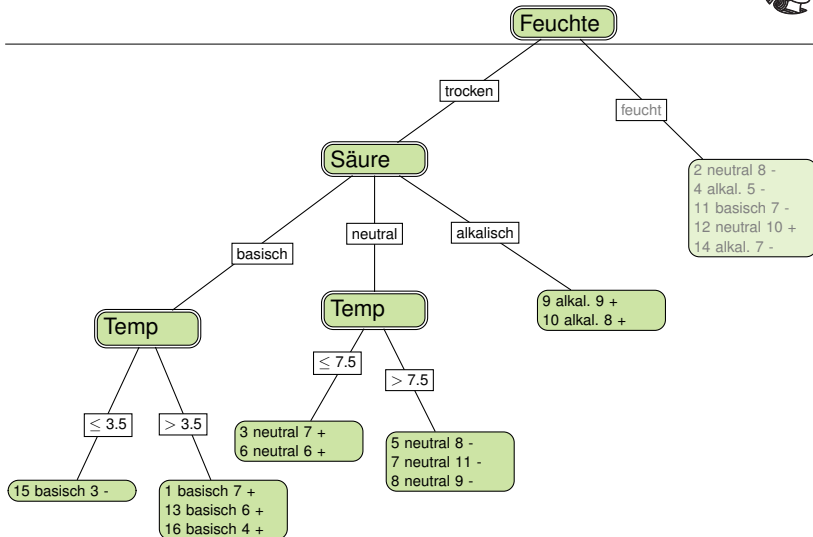 Feuchte
trocken
feucht
Säure
2 neutral 8 -
4 alkal. 5 -
11 basisch 7 -
12 neutral 10 +
14 alkal. 7 -
basisch
neutral
alkalisch
Temp
Temp
9 alkal. 9 +
10 alkal. 8 +
≤ 7.5
> 7.5
≤ 3.5
> 3.5
3 neutral 7 +
6 neutral 6 +
5 neutral 8 -
7 neutral 11 -
8 neutral 9 -
15 basisch 3 -
1 basisch 7 +
13 basisch 6 +
16 basisch 4 +